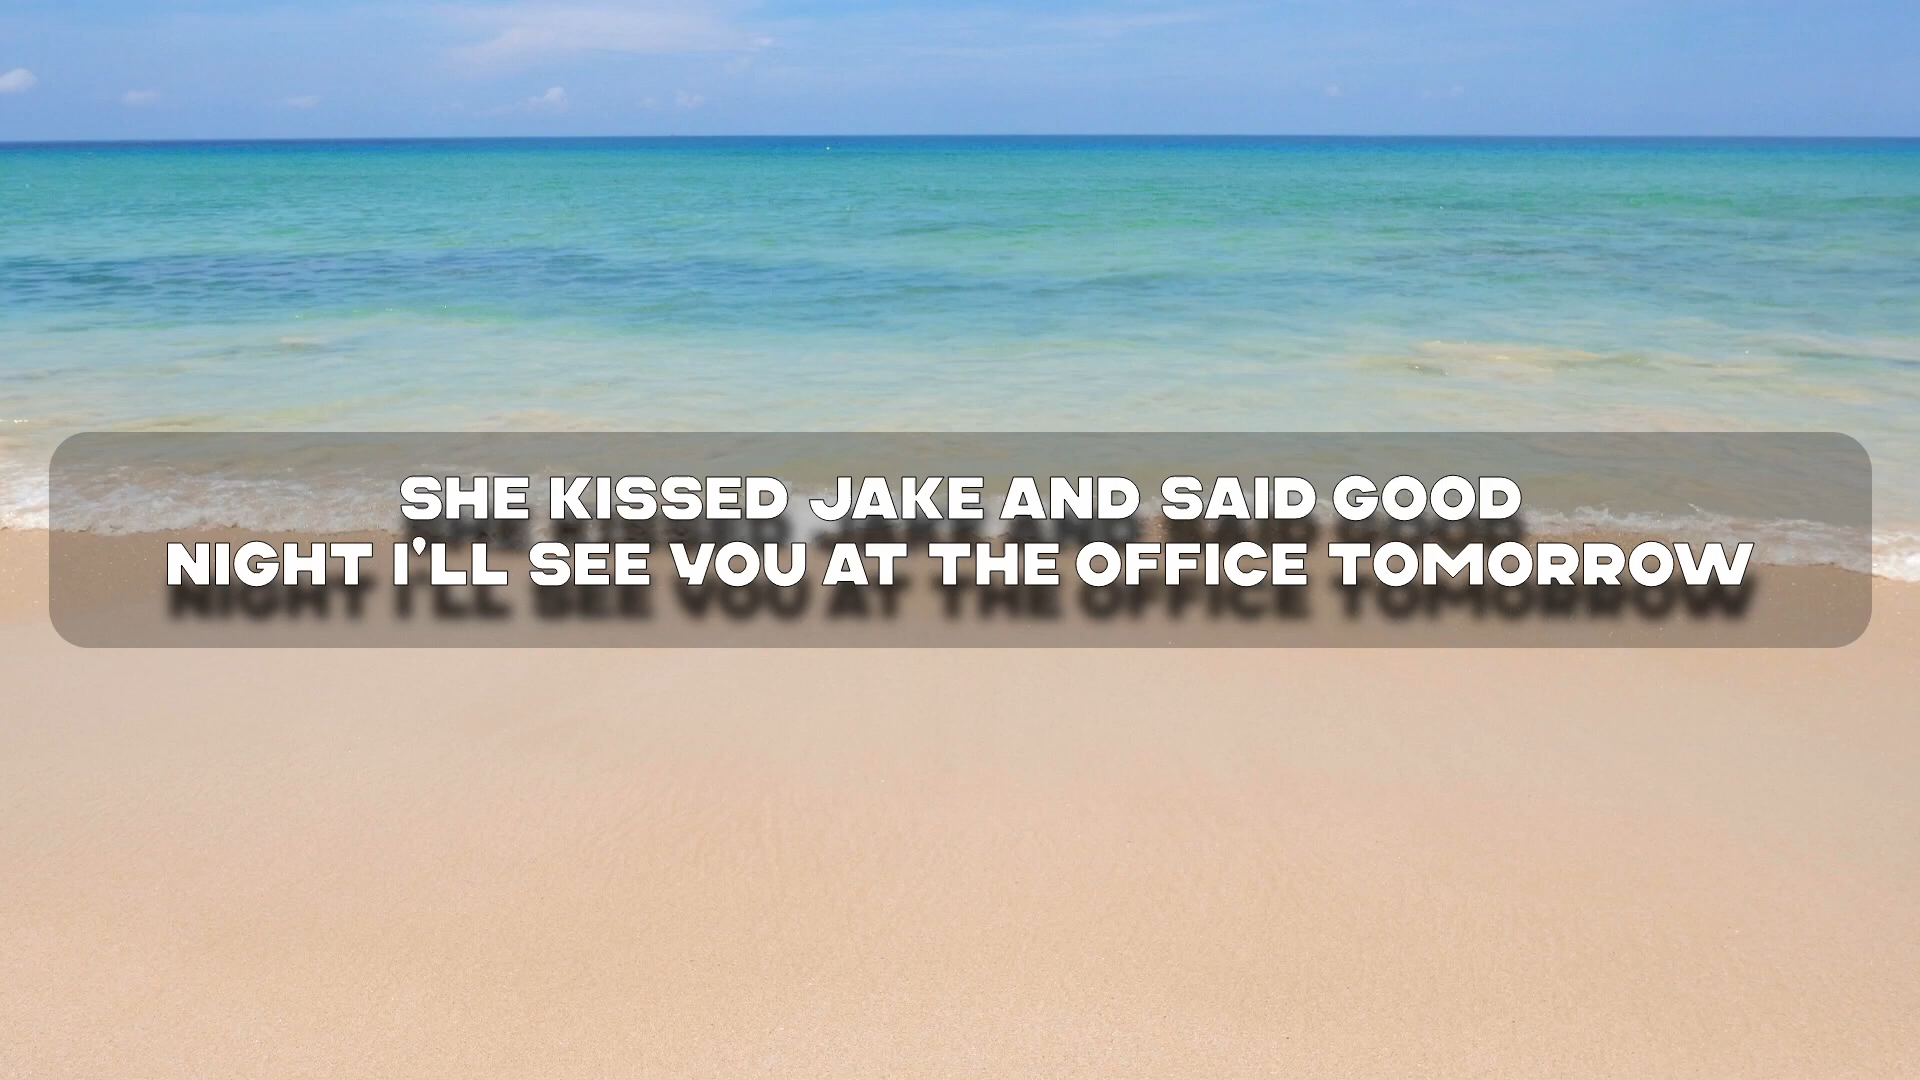 SHE KISSED JAKE AND SAID GOOD
NIGHT I'LL SEE YOU AT THE OFFICE TOMORROW